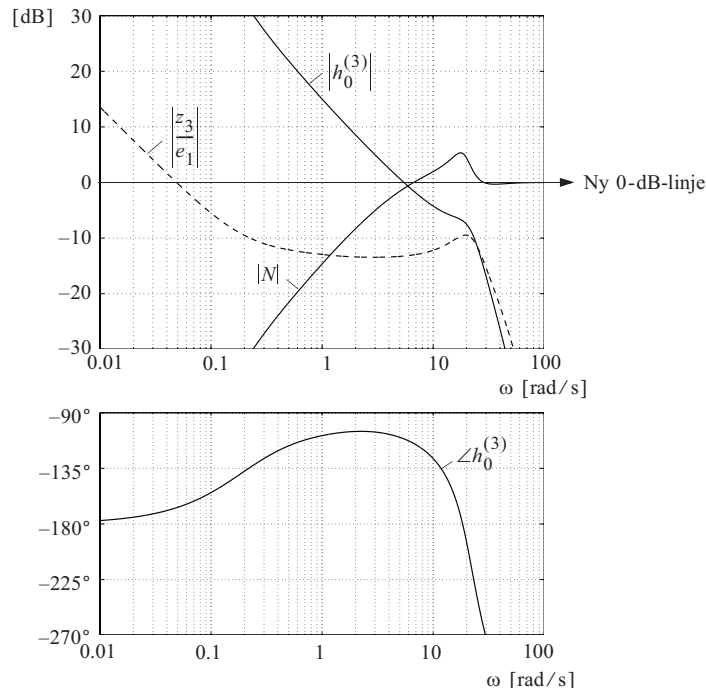 [dB]
30
20
10
0
−10
−20
−30
|h₀⁽³⁾|
|z₃/e₁|
|N|
Ny 0-dB-linje
0.01 0.1 1 10 100
ω [rad/s]
−90°
−135°
−180°
−225°
−270°
∠h₀⁽³⁾
0.01 0.1 1 10 100
ω [rad/s]